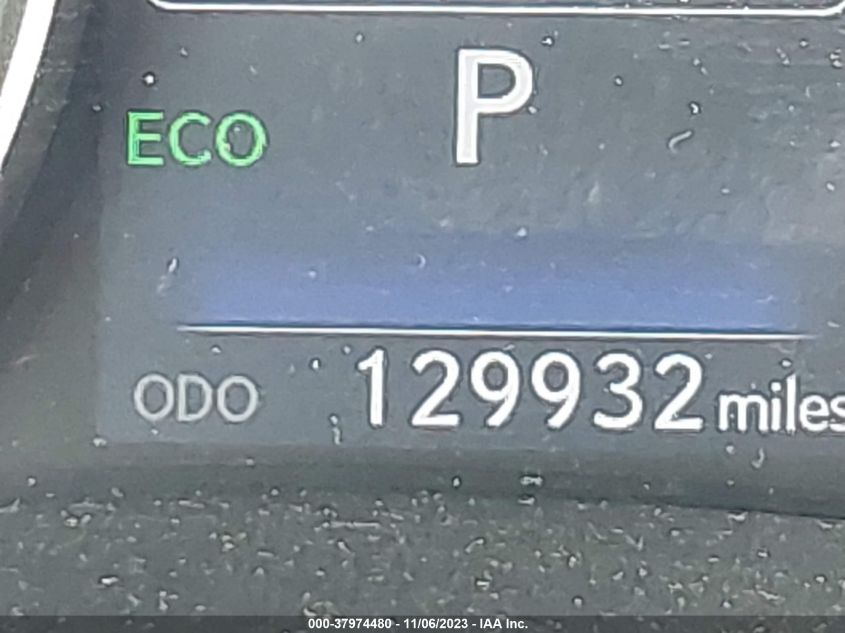 P
ECO
ODO 129932 miles
000-37974480 - 11/06/2023 - IAA Inc.